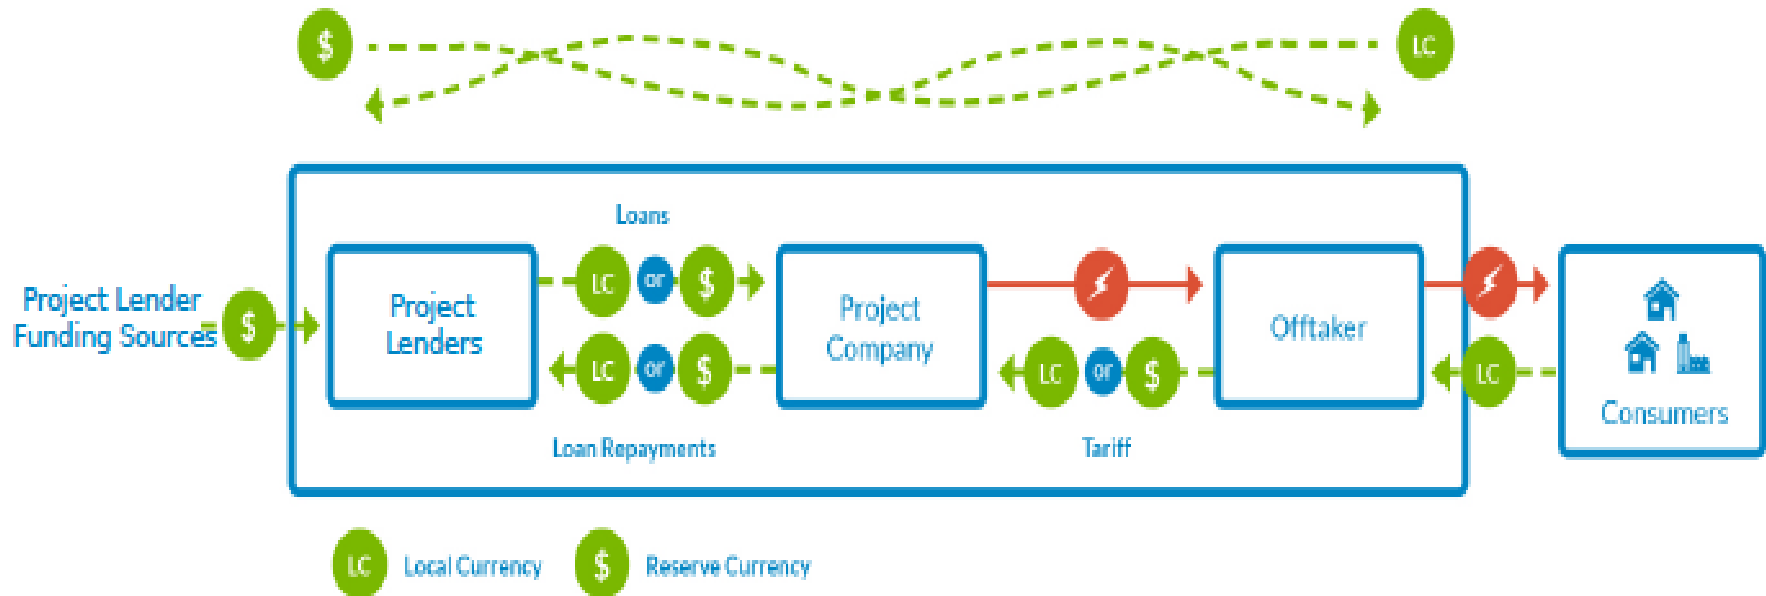 $
LC
Loans
LC or $
Project Lender
Funding Sources
$
Project
Lenders
Project
Company
Offtaker
LC or $
LC or $
LC
Consumers
Loan Repayments
Tariff
LC Local Currency
$ Reserve Currency